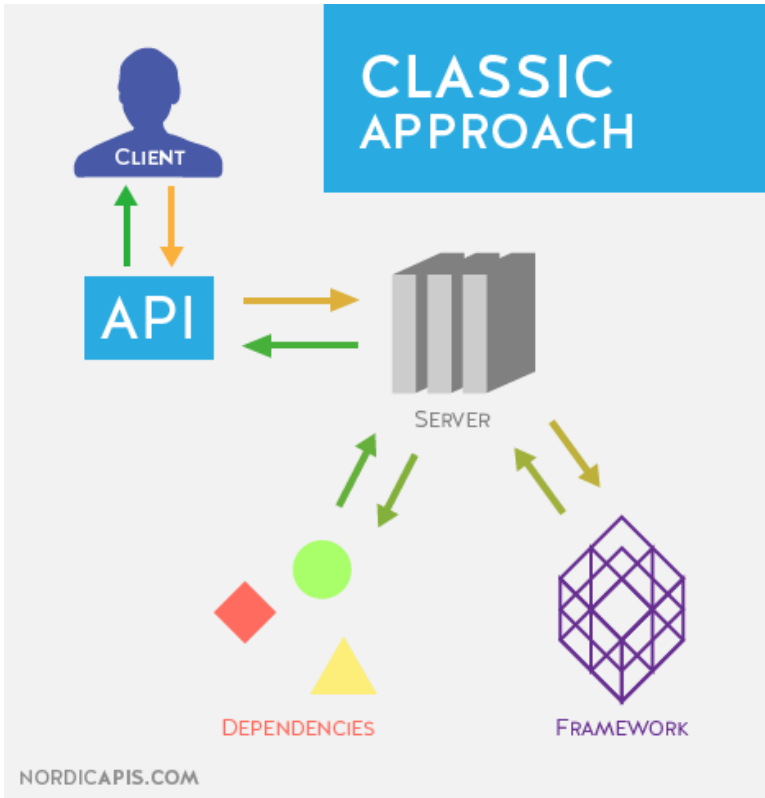 CLASSIC
APPROACH
CLIENT
API
SERVER
DEPENDENCIES
FRAMEWORK
NORDICAPIS.COM